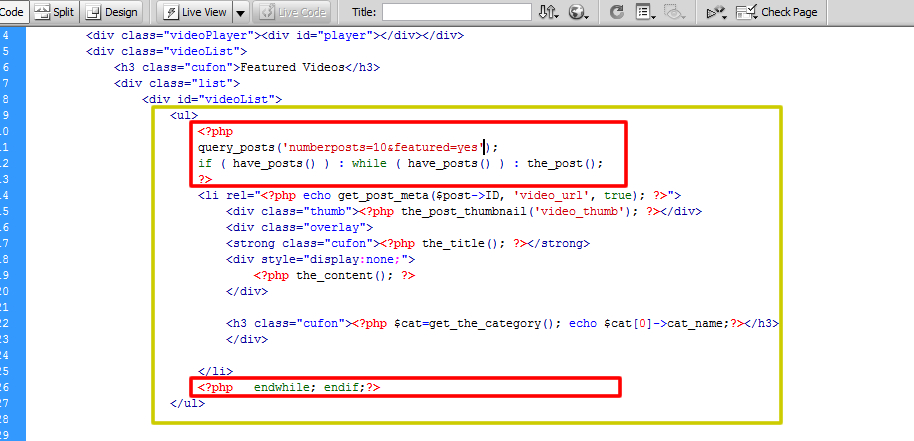 Code Split Design Live View Live Code Title: Check Page
4 <div class="videoPlayer"><div id="player"></div></div>
5 <div class="videoList">
6 <h3 class="cufon">Featured Videos</h3>
7 <div class="list">
8 <div id="videoList">
9 <ul>
10 <?php
11 query_posts('numberposts=10&featured=yes');
12 if ( have_posts() ) : while ( have_posts() ) : the_post();
13 ?>
14 <li rel="<?php echo get_post_meta($post->ID, 'video_url', true); ?>">
15 <div class="thumb"><?php the_post_thumbnail('video_thumb'); ?></div>
16 <div class="overlay">
17 <strong class="cufon"><?php the_title(); ?></strong>
18 <div style="display:none;">
19 <?php the_content(); ?>
20 </div>
21
22 <h3 class="cufon"><?php $cat=get_the_category(); echo $cat[0]->cat_name;?></h3>
23 </div>
24
25 </li>
26 <?php   endwhile; endif;?>
27 </ul>
28
29